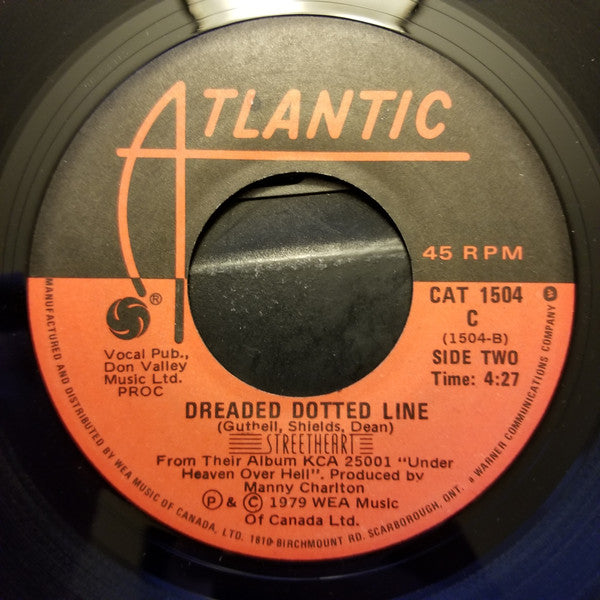 ATLANTIC
45 RPM
®
Vocal Pub.,
Don Valley
Music Ltd.
PROC
CAT 1504
C
(1504-B)
SIDE TWO
Time: 4:27
DREADED DOTTED LINE
(Guthell, Shields, Dean)
STREETHEART
From Their Album KCA 25001 "Under
Heaven Over Hell". Produced by
Manny Charlton
Ⓟ & © 1979 WEA Music
Of Canada Ltd.
MANUFACTURED AND DISTRIBUTED BY WEA MUSIC OF CANADA, LTD. 1810 BIRCHMOUNT RD. SCARBOROUGH, ONT. A WARNER COMMUNICATIONS COMPANY